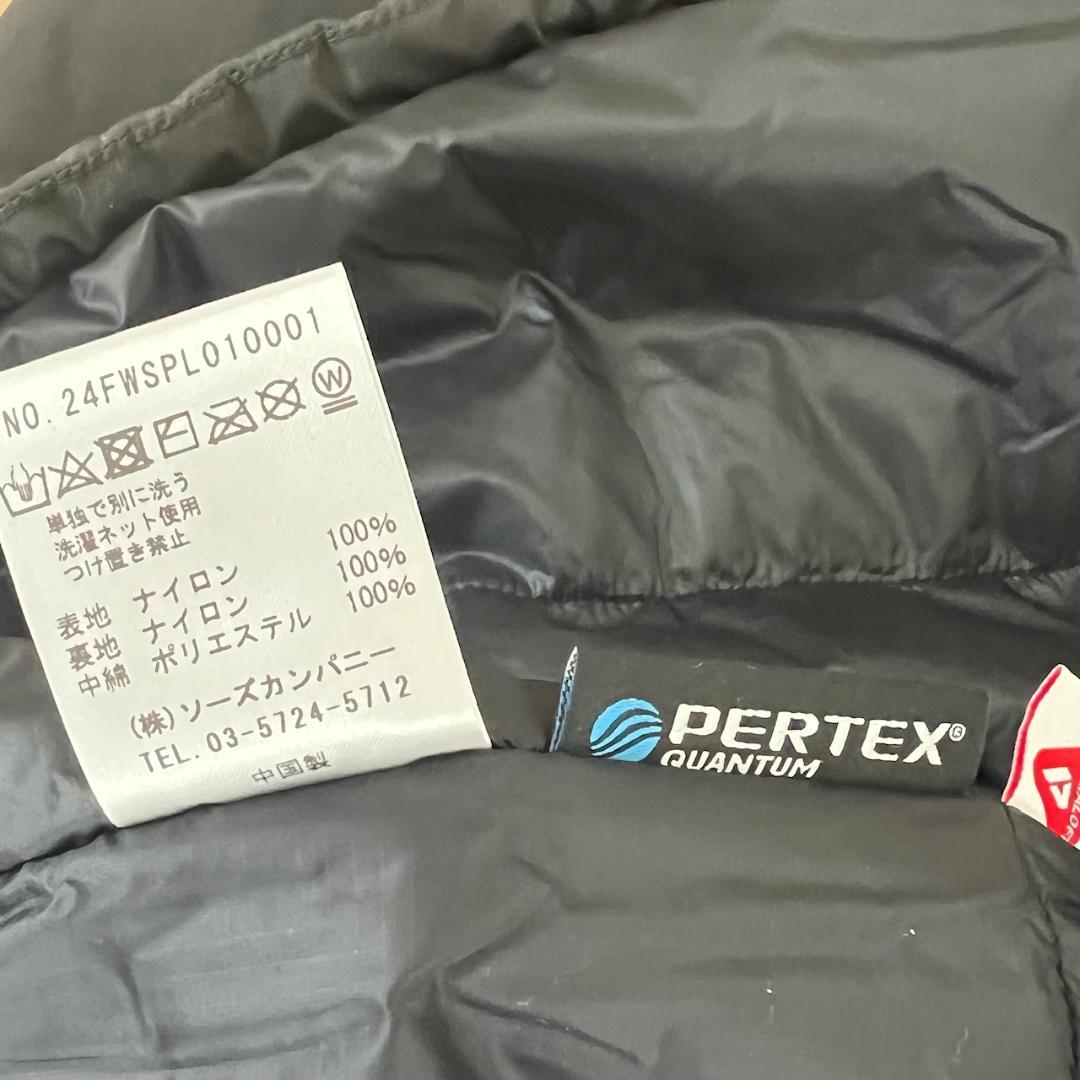 NO. 24FWSPL010001
W
単独で別に洗う
洗濯ネット使用
つけ置き禁止
表地 ナイロン 100%
裏地 ナイロン 100%
中綿 ポリエステル 100%
(株)ソーズカンパニー
TEL. 03-5724-5712
中国製
PERTEX®
QUANTUM